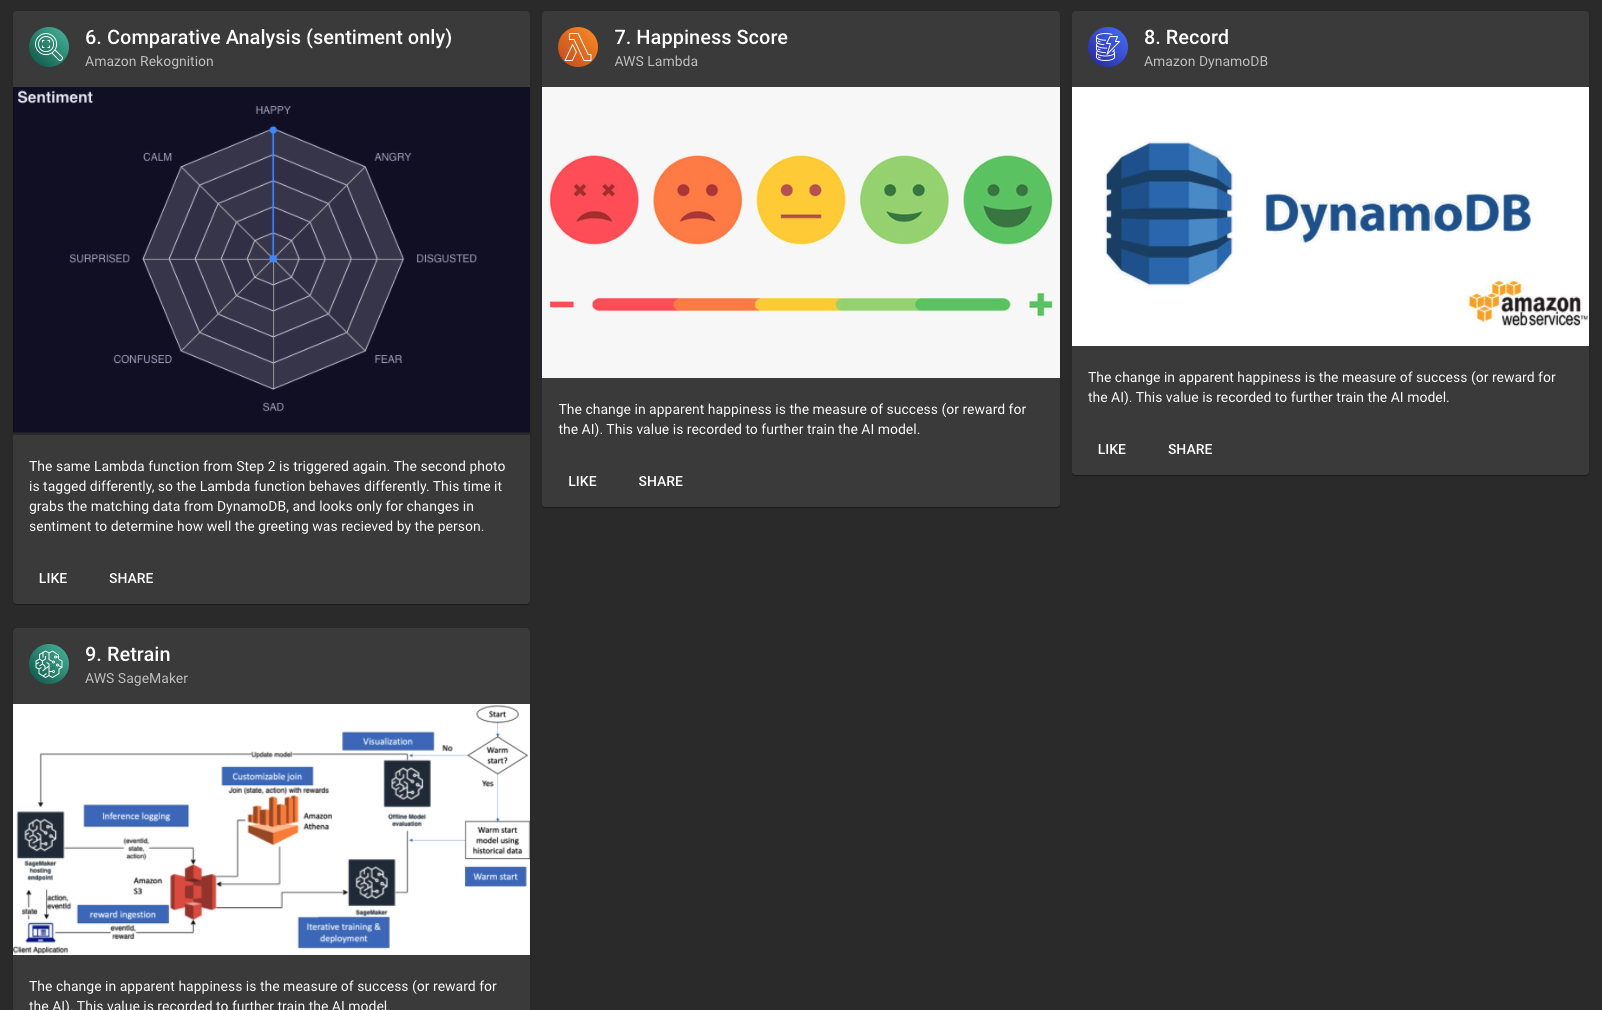 6. Comparative Analysis (sentiment only)
Amazon Rekognition
Sentiment
HAPPY
CALM
ANGRY
SURPRISED
DISGUSTED
CONFUSED
FEAR
SAD
The same Lambda function from Step 2 is triggered again. The second photo
is tagged differently, so the Lambda function behaves differently. This time it
grabs the matching data from DynamoDB, and looks only for changes in
sentiment to determine how well the greeting was recieved by the person.
LIKE SHARE
7. Happiness Score
AWS Lambda
The change in apparent happiness is the measure of success (or reward for
the AI). This value is recorded to further train the AI model.
LIKE SHARE
8. Record
Amazon DynamoDB
DynamoDB
amazon
web services™
The change in apparent happiness is the measure of success (or reward for
the AI). This value is recorded to further train the AI model.
LIKE SHARE
9. Retrain
AWS SageMaker
Start
Visualization
No
Warm
start?
Update model
Customizable join
Join (state, action) with rewards
Yes
Inference logging
Amazon
Athena
Offline Model
evaluation
Warm start
model using
historical data
(eventId,
state,
action)
SageMaker
hosting
endpoint
Amazon
S3
Warm start
action,
eventId
state
reward ingestion
SageMaker
eventId,
reward
Iterative training &
deployment
Client Application
The change in apparent happiness is the measure of success (or reward for
the AI). This value is recorded to further train the AI model.